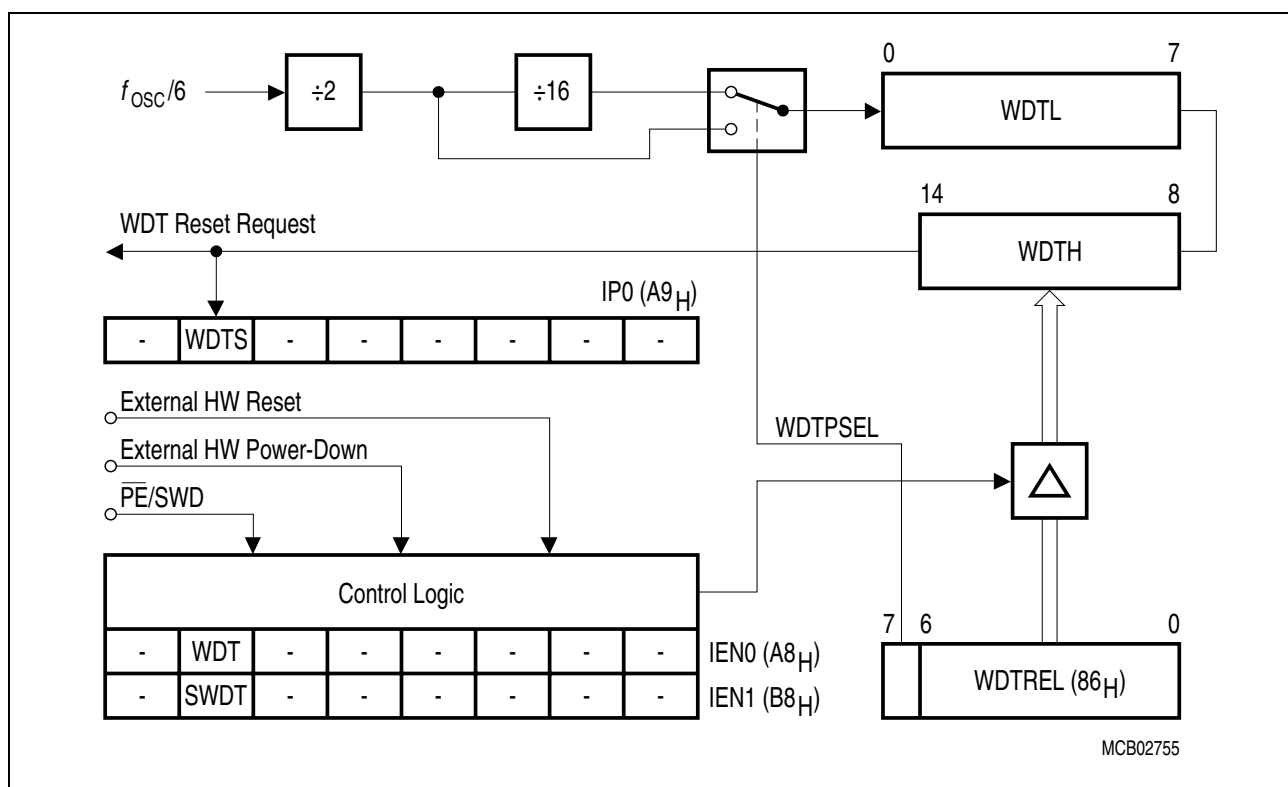 fOSC/6
÷2
÷16
0 7
WDTL
14 8
WDTH
WDT Reset Request
IP0 (A9H)
- WDTS - - - - - -
External HW Reset
External HW Power-Down
P̅E̅/SWD
WDTPSEL
Control Logic
- WDT - - - - - - IEN0 (A8H)
- SWDT - - - - - - IEN1 (B8H)
7 6 0
WDTREL (86H)
MCB02755